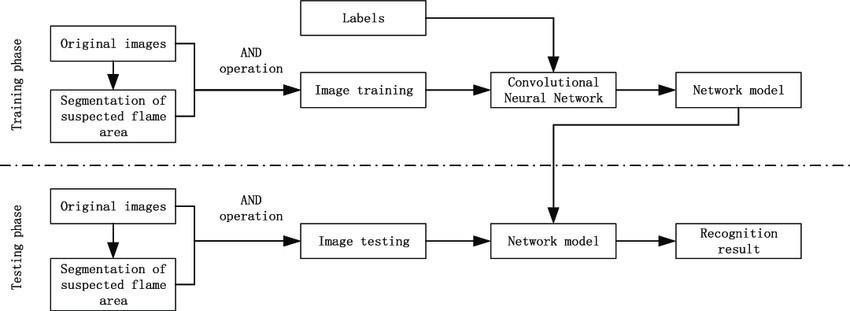 Training phase
Labels
Original images
AND
operation
Segmentation of
suspected flame
area
Image training
Convolutional
Neural Network
Network model
Testing phase
Original images
AND
operation
Segmentation of
suspected flame
area
Image testing
Network model
Recognition
result